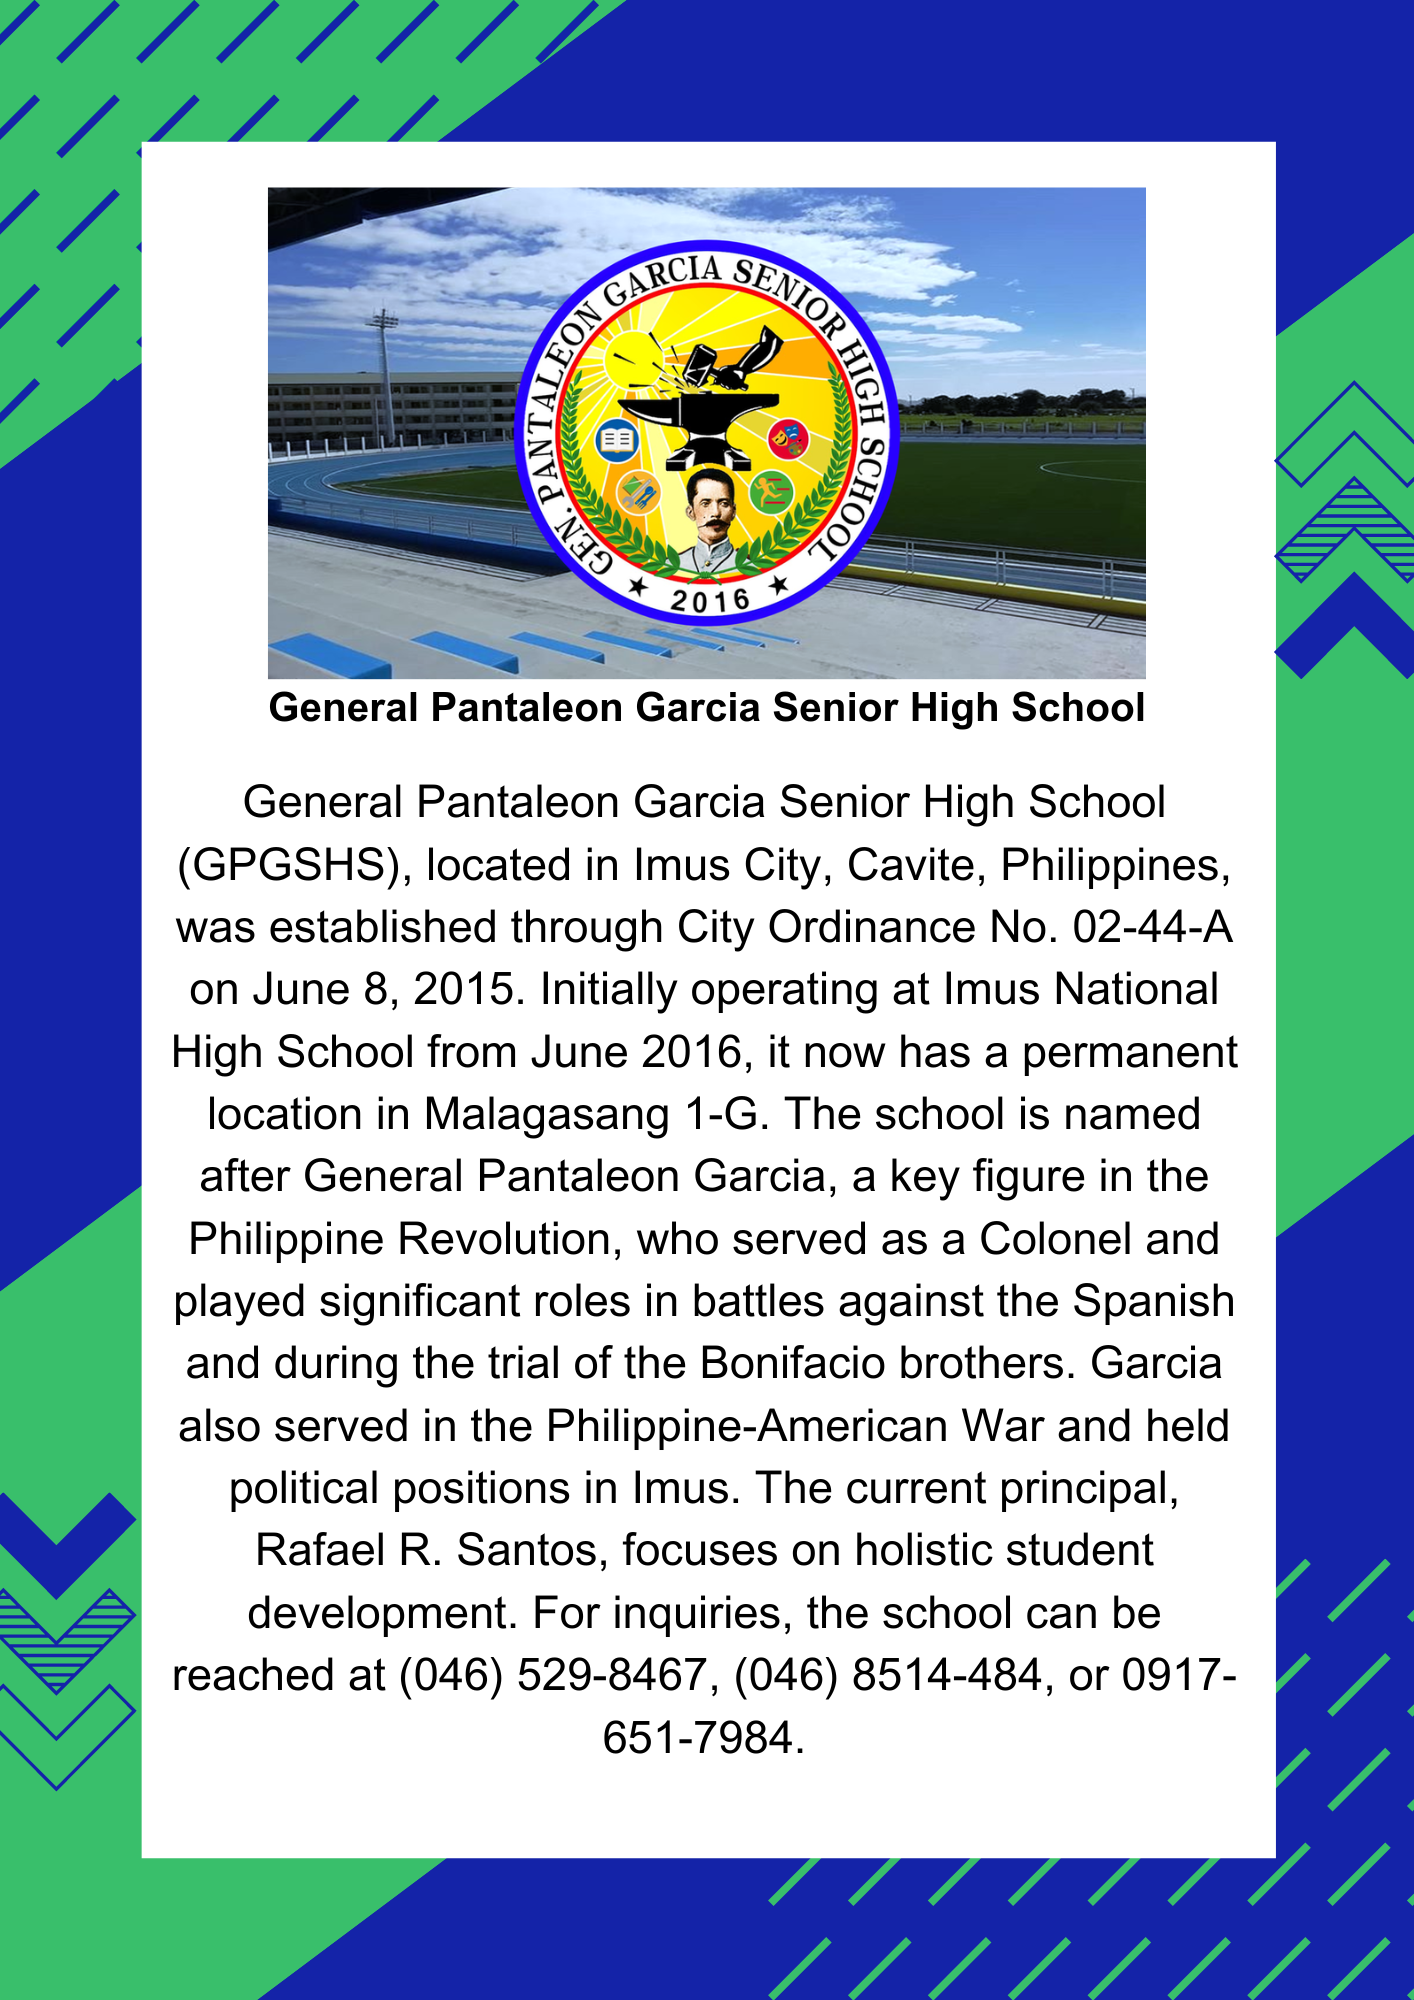 GEN. PANTALEON GARCIA SENIOR HIGH SCHOOL
2016
General Pantaleon Garcia Senior High School
General Pantaleon Garcia Senior High School
(GPGSHS), located in Imus City, Cavite, Philippines,
was established through City Ordinance No. 02-44-A
on June 8, 2015. Initially operating at Imus National
High School from June 2016, it now has a permanent
location in Malagasang 1-G. The school is named
after General Pantaleon Garcia, a key figure in the
Philippine Revolution, who served as a Colonel and
played significant roles in battles against the Spanish
and during the trial of the Bonifacio brothers. Garcia
also served in the Philippine-American War and held
political positions in Imus. The current principal,
Rafael R. Santos, focuses on holistic student
development. For inquiries, the school can be
reached at (046) 529-8467, (046) 8514-484, or 0917-
651-7984.